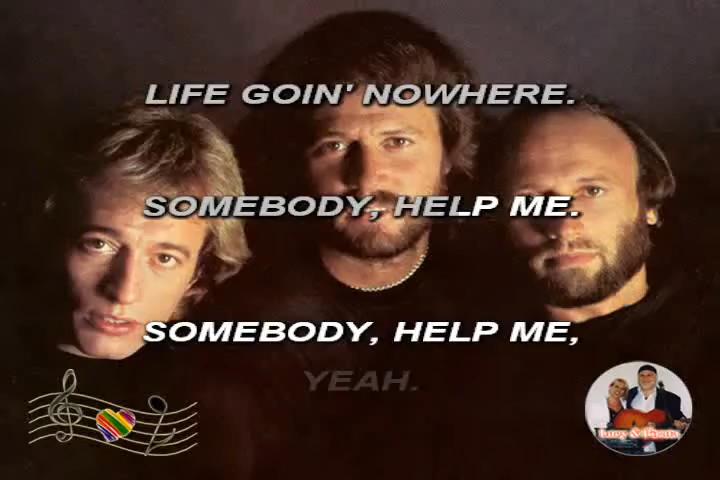 LIFE GOIN' NOWHERE.
SOMEBODY, HELP ME.
SOMEBODY, HELP ME,
YEAH.